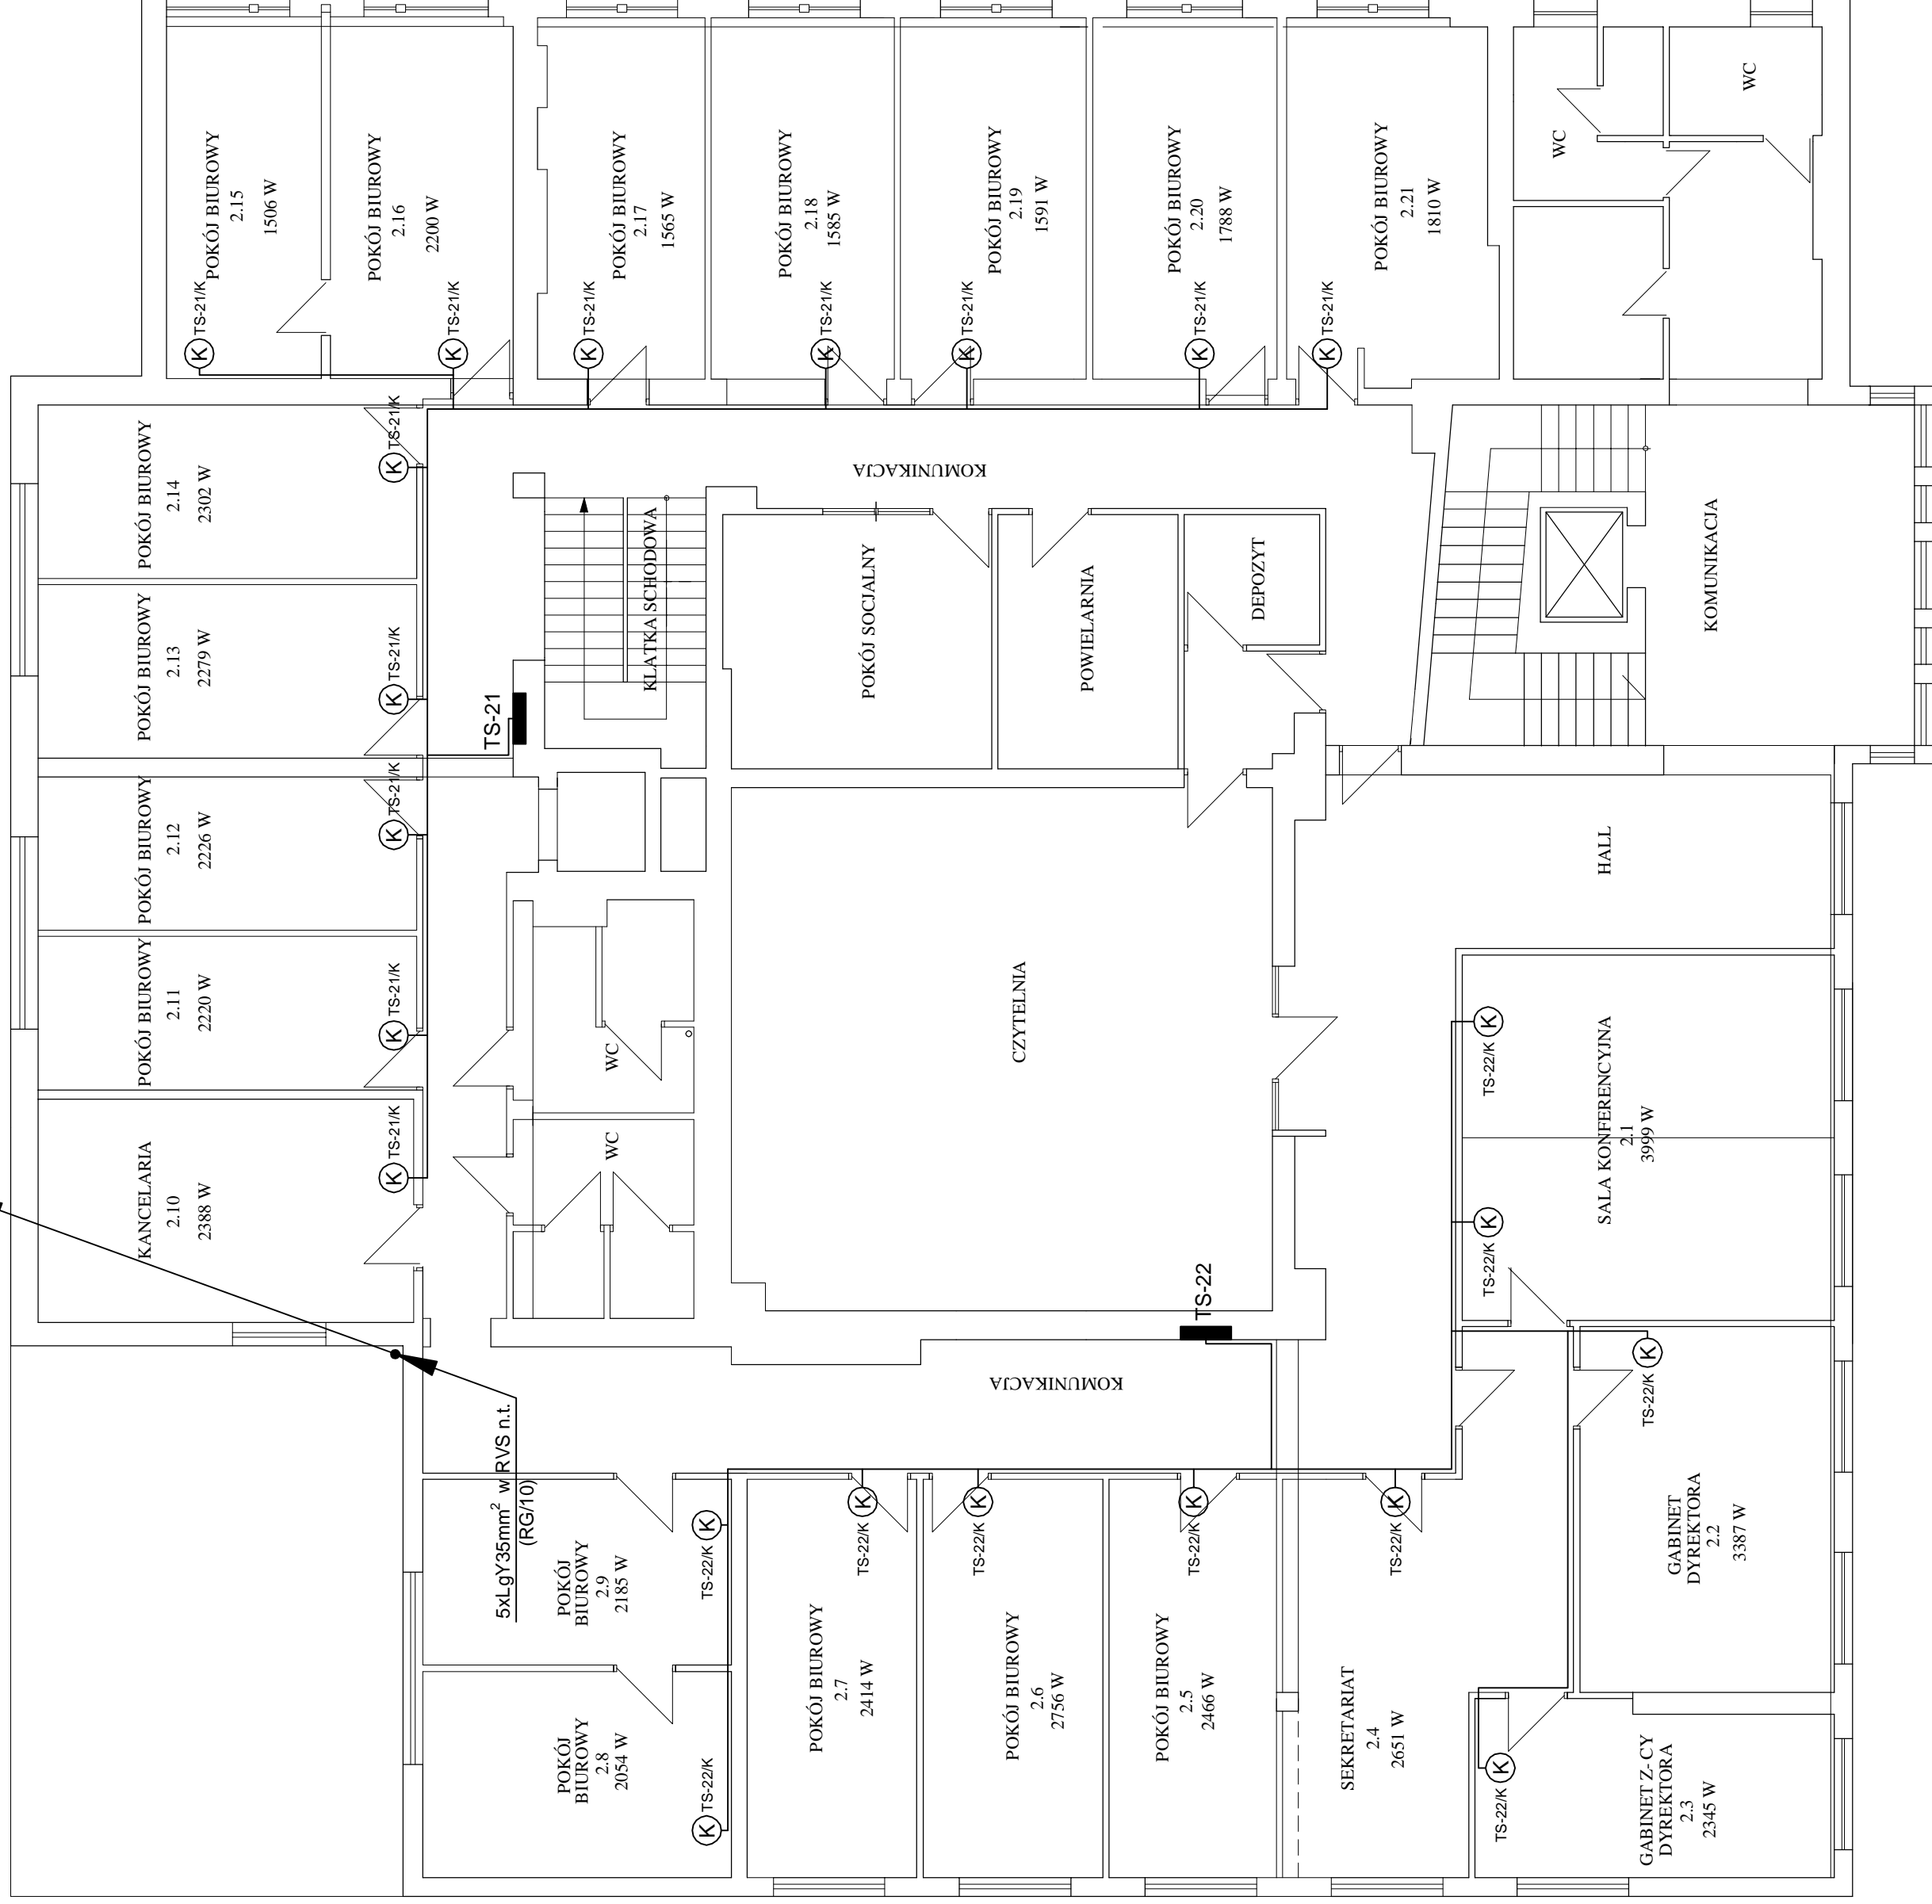 POKÓJ BIUROWY
2.15
1506 W
TS-21/K
K
POKÓJ BIUROWY
2.16
2200 W
TS-21/K
K
POKÓJ BIUROWY
2.17
1565 W
TS-21/K
K
POKÓJ BIUROWY
2.18
1585 W
TS-21/K
K
POKÓJ BIUROWY
2.19
1591 W
TS-21/K
K
POKÓJ BIUROWY
2.20
1788 W
TS-21/K
K
POKÓJ BIUROWY
2.21
1810 W
TS-21/K
K
WC
WC
POKÓJ BIUROWY
2.14
2302 W
TS-21/K
K
POKÓJ BIUROWY
2.13
2279 W
TS-21/K
K
POKÓJ BIUROWY
2.12
2226 W
TS-21/K
K
POKÓJ BIUROWY
2.11
2220 W
TS-21/K
K
KANCELARIA
2.10
2388 W
TS-21/K
K
TS-21
KOMUNIKACJA
KLATKA SCHODOWA
POKÓJ SOCJALNY
POWIELARNIA
DEPOZYT
KOMUNIKACJA
WC
WC
CZYTELNIA
HALL
TS-22
KOMUNIKACJA
SALA KONFERENCYJNA
2.1
3999 W
TS-22/K
K
TS-22/K
K
5xLgY35mm² w RVS n.t.
(RG/10)
POKÓJ
BIUROWY
2.9
2185 W
TS-22/K
K
POKÓJ
BIUROWY
2.8
2054 W
TS-22/K
K
POKÓJ BIUROWY
2.7
2414 W
TS-22/K
K
POKÓJ BIUROWY
2.6
2756 W
TS-22/K
K
POKÓJ BIUROWY
2.5
2466 W
TS-22/K
K
SEKRETARIAT
2.4
2651 W
TS-22/K
K
GABINET
DYREKTORA
2.2
3387 W
TS-22/K
K
GABINET Z- CY
DYREKTORA
2.3
2345 W
TS-22/K
K